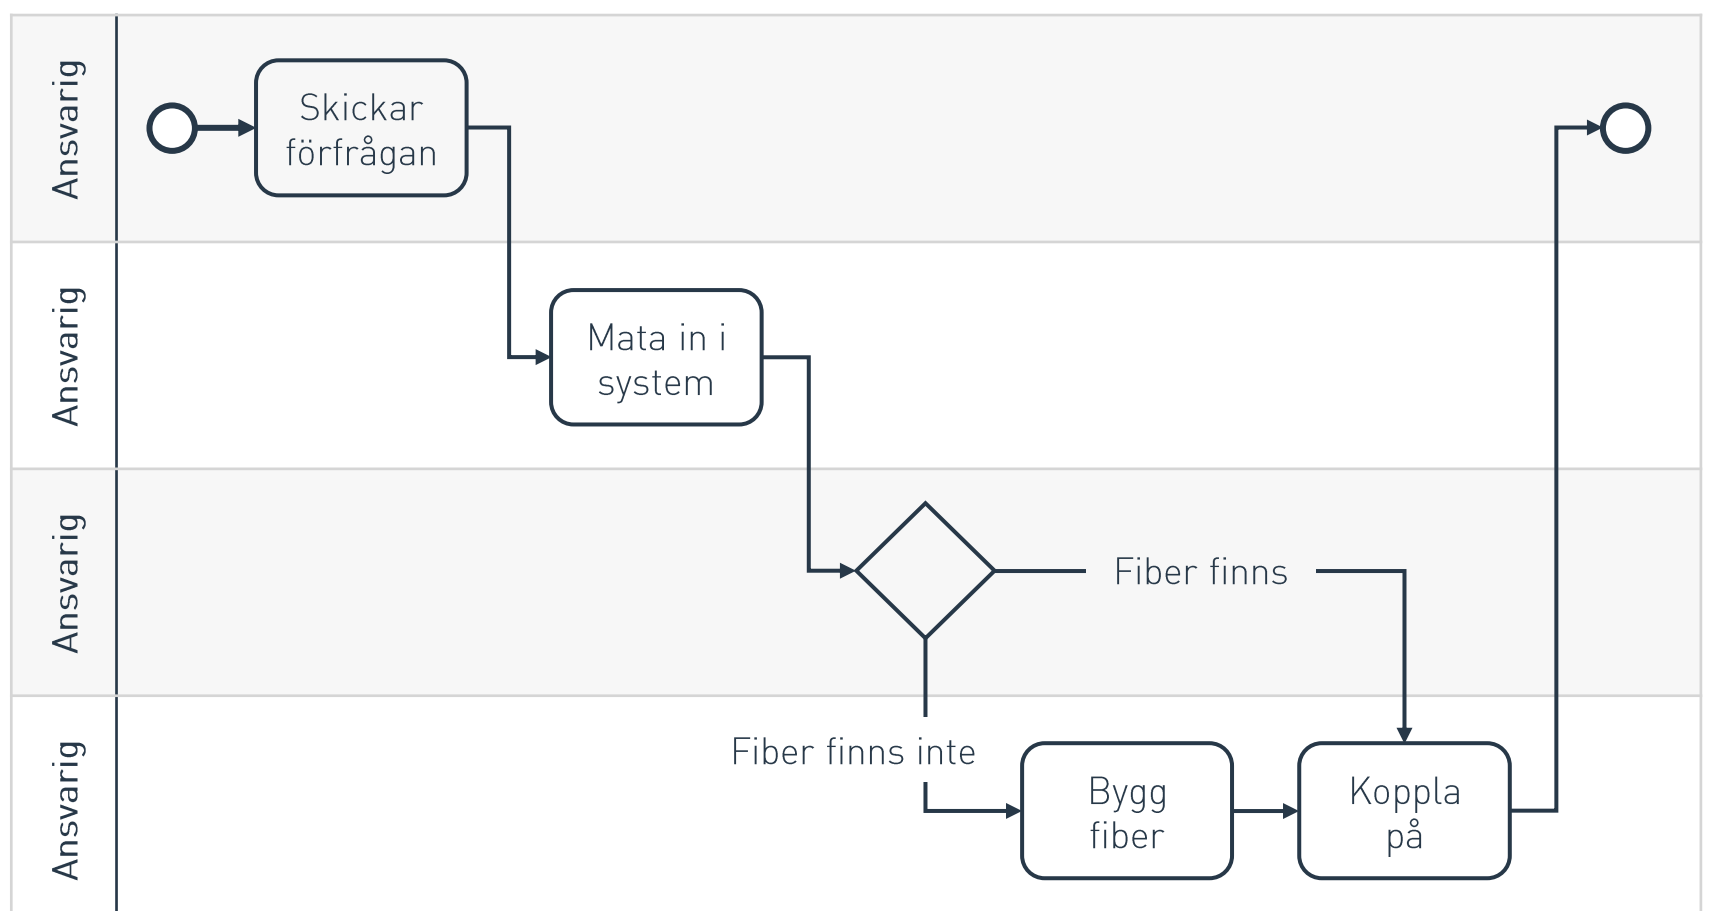 Ansvarig
Skickar
förfrågan
Ansvarig
Mata in i
system
Ansvarig
Fiber finns
Ansvarig
Fiber finns inte
Bygg
fiber
Koppla
på